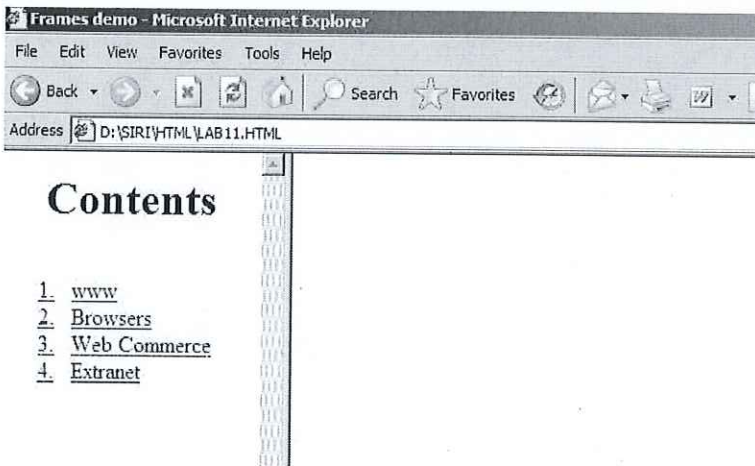 Frames demo - Microsoft Internet Explorer
File Edit View Favorites Tools Help
Back Search Favorites
Address D:\SIRI\HTML\LAB11.HTML
Contents
1. www
2. Browsers
3. Web Commerce
4. Extranet